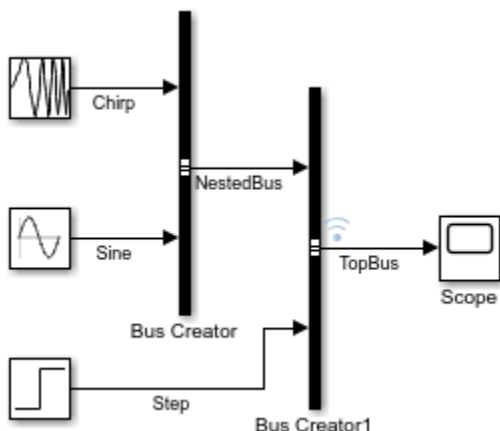 Chirp
NestedBus
Sine
TopBus
Scope
Bus Creator
Step
Bus Creator1